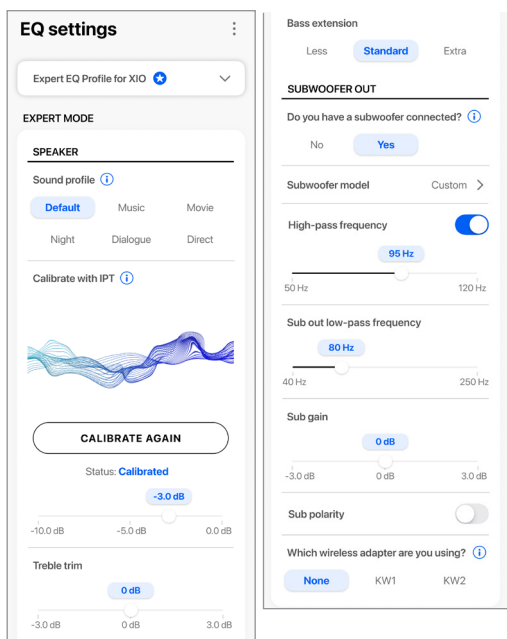 EQ settings
Expert EQ Profile for XIO
EXPERT MODE
SPEAKER
Sound profile
Default Music Movie
Night Dialogue Direct
Calibrate with IPT
CALIBRATE AGAIN
Status: Calibrated
-3.0 dB
-10.0 dB -5.0 dB 0.0 dB
Treble trim
0 dB
-3.0 dB 0 dB 3.0 dB
Bass extension
Less Standard Extra
SUBWOOFER OUT
Do you have a subwoofer connected?
No Yes
Subwoofer model Custom
High-pass frequency
95 Hz
50 Hz 120 Hz
Sub out low-pass frequency
80 Hz
40 Hz 250 Hz
Sub gain
0 dB
-3.0 dB 0 dB 3.0 dB
Sub polarity
Which wireless adapter are you using?
None KW1 KW2